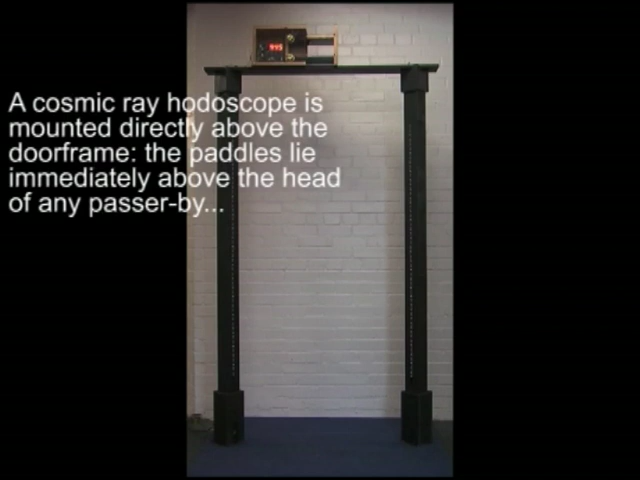 A cosmic ray hodoscope is
mounted directly above the
doorframe: the paddles lie
immediately above the head
of any passer-by...